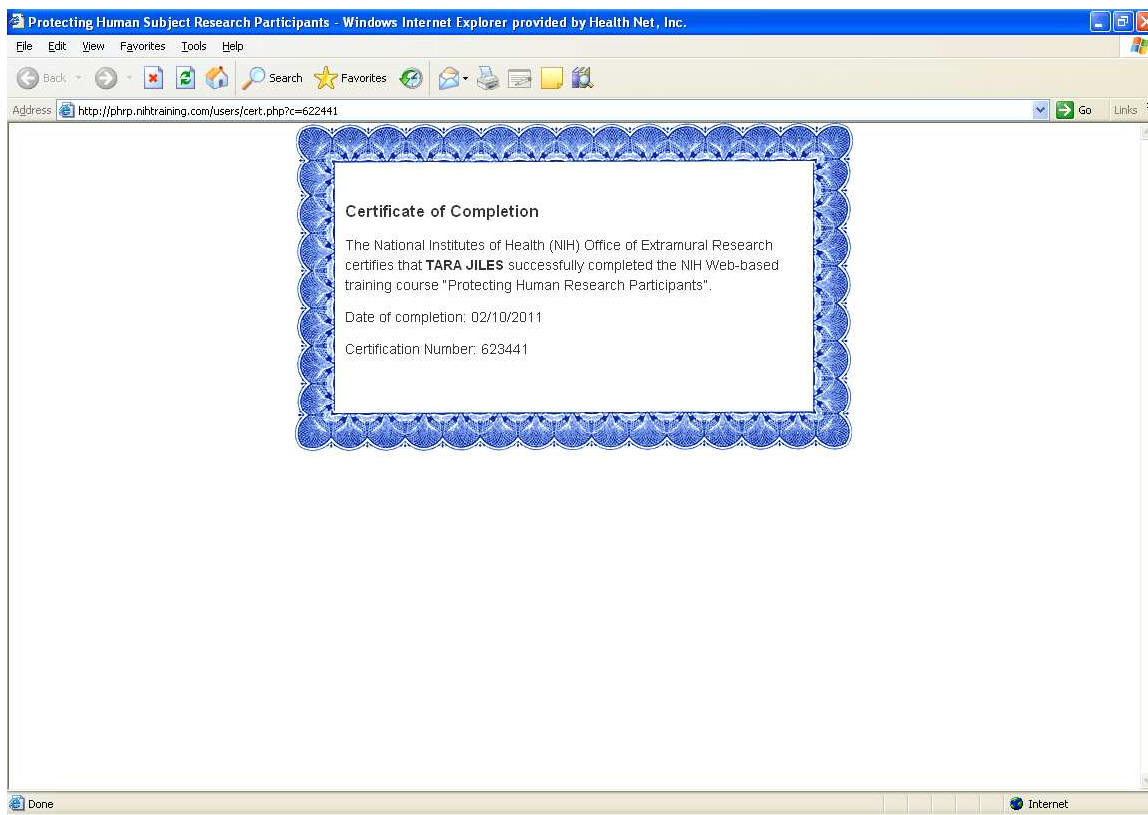 Protecting Human Subject Research Participants - Windows Internet Explorer provided by Health Net, Inc.
File Edit View Favorites Tools Help
Back Search Favorites
Address http://phrp.nihtraining.com/users/cert.php?c=622441 Go Links
Certificate of Completion
The National Institutes of Health (NIH) Office of Extramural Research
certifies that TARA JILES successfully completed the NIH Web-based
training course "Protecting Human Research Participants".
Date of completion: 02/10/2011
Certification Number: 623441
Done Internet